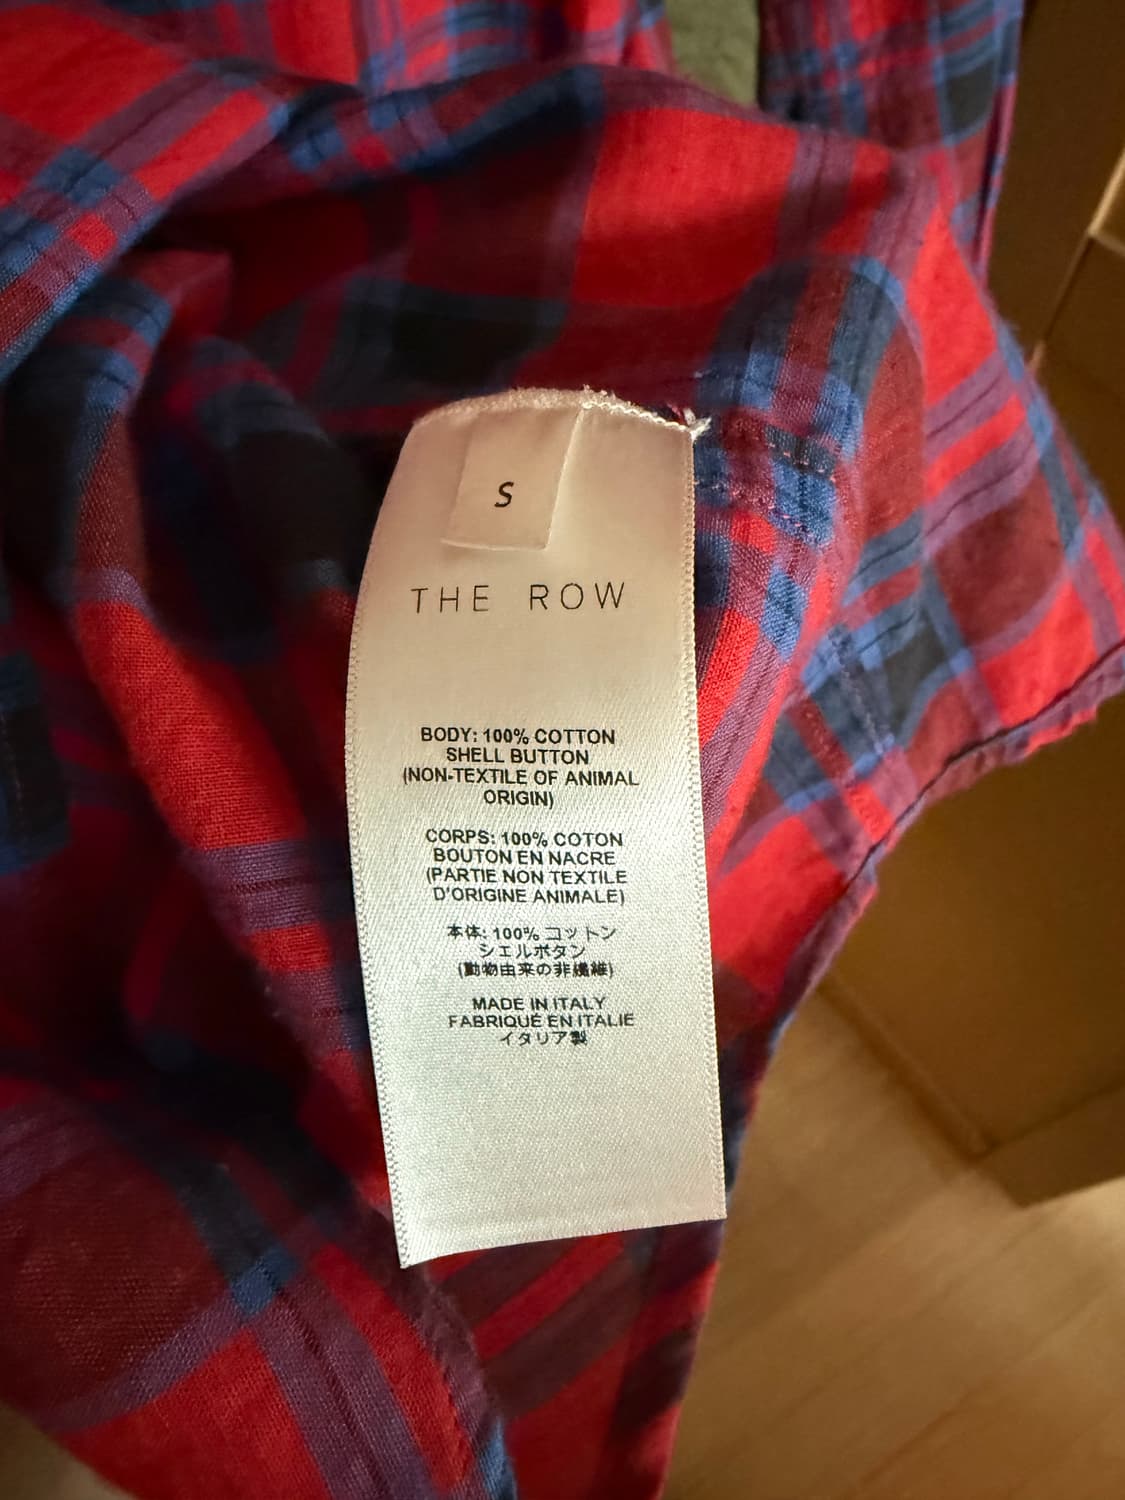 S
THE ROW
BODY: 100% COTTON
SHELL BUTTON
(NON-TEXTILE OF ANIMAL
ORIGIN)
CORPS: 100% COTON
BOUTON EN NACRE
(PARTIE NON TEXTILE
D'ORIGINE ANIMALE)
本体: 100% コットン
シェルボタン
(動物由来の非繊維)
MADE IN ITALY
FABRIQUÉ EN ITALIE
イタリア製